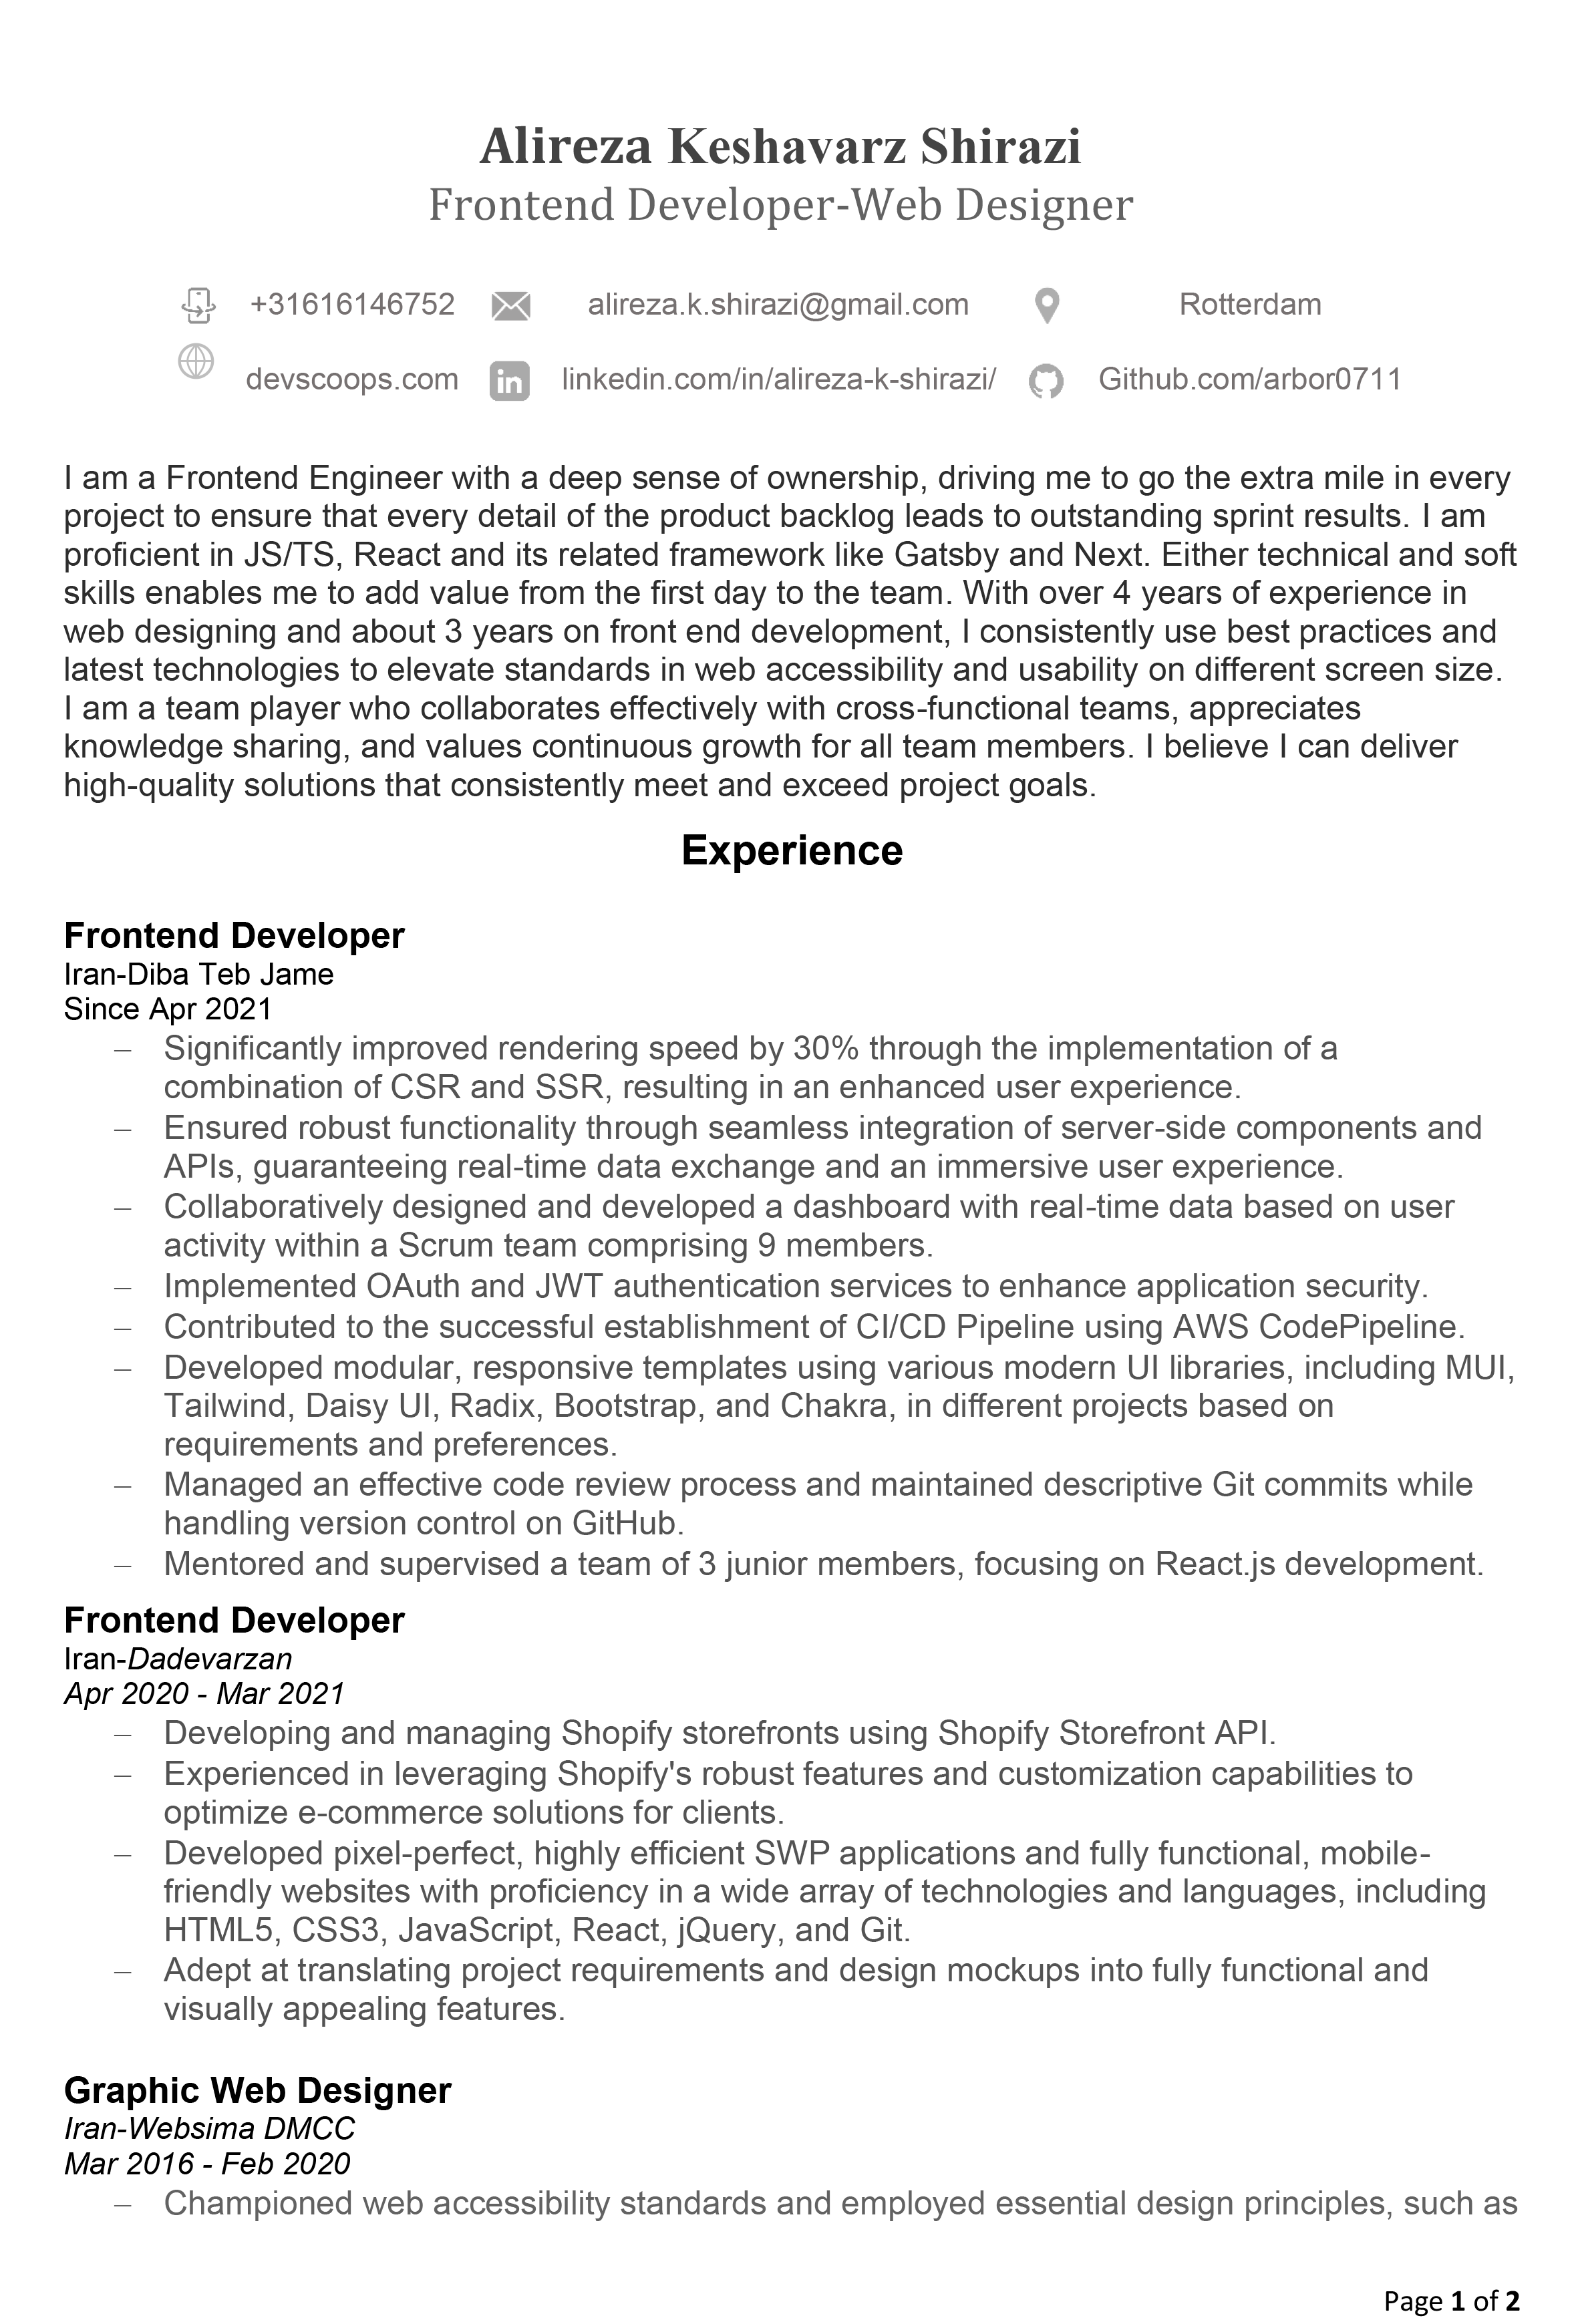 Alireza Keshavarz Shirazi
Frontend Developer-Web Designer
+31616146752 alireza.k.shirazi@gmail.com Rotterdam
devscoops.com linkedin.com/in/alireza-k-shirazi/ Github.com/arbor0711
I am a Frontend Engineer with a deep sense of ownership, driving me to go the extra mile in every
project to ensure that every detail of the product backlog leads to outstanding sprint results. I am
proficient in JS/TS, React and its related framework like Gatsby and Next. Either technical and soft
skills enables me to add value from the first day to the team. With over 4 years of experience in
web designing and about 3 years on front end development, I consistently use best practices and
latest technologies to elevate standards in web accessibility and usability on different screen size.
I am a team player who collaborates effectively with cross-functional teams, appreciates
knowledge sharing, and values continuous growth for all team members. I believe I can deliver
high-quality solutions that consistently meet and exceed project goals.
Experience
Frontend Developer
Iran-Diba Teb Jame
Since Apr 2021
– Significantly improved rendering speed by 30% through the implementation of a
combination of CSR and SSR, resulting in an enhanced user experience.
– Ensured robust functionality through seamless integration of server-side components and
APIs, guaranteeing real-time data exchange and an immersive user experience.
– Collaboratively designed and developed a dashboard with real-time data based on user
activity within a Scrum team comprising 9 members.
– Implemented OAuth and JWT authentication services to enhance application security.
– Contributed to the successful establishment of CI/CD Pipeline using AWS CodePipeline.
– Developed modular, responsive templates using various modern UI libraries, including MUI,
Tailwind, Daisy UI, Radix, Bootstrap, and Chakra, in different projects based on
requirements and preferences.
– Managed an effective code review process and maintained descriptive Git commits while
handling version control on GitHub.
– Mentored and supervised a team of 3 junior members, focusing on React.js development.
Frontend Developer
Iran-Dadevarzan
Apr 2020 - Mar 2021
– Developing and managing Shopify storefronts using Shopify Storefront API.
– Experienced in leveraging Shopify's robust features and customization capabilities to
optimize e-commerce solutions for clients.
– Developed pixel-perfect, highly efficient SWP applications and fully functional, mobile-
friendly websites with proficiency in a wide array of technologies and languages, including
HTML5, CSS3, JavaScript, React, jQuery, and Git.
– Adept at translating project requirements and design mockups into fully functional and
visually appealing features.
Graphic Web Designer
Iran-Websima DMCC
Mar 2016 - Feb 2020
– Championed web accessibility standards and employed essential design principles, such as
Page 1 of 2